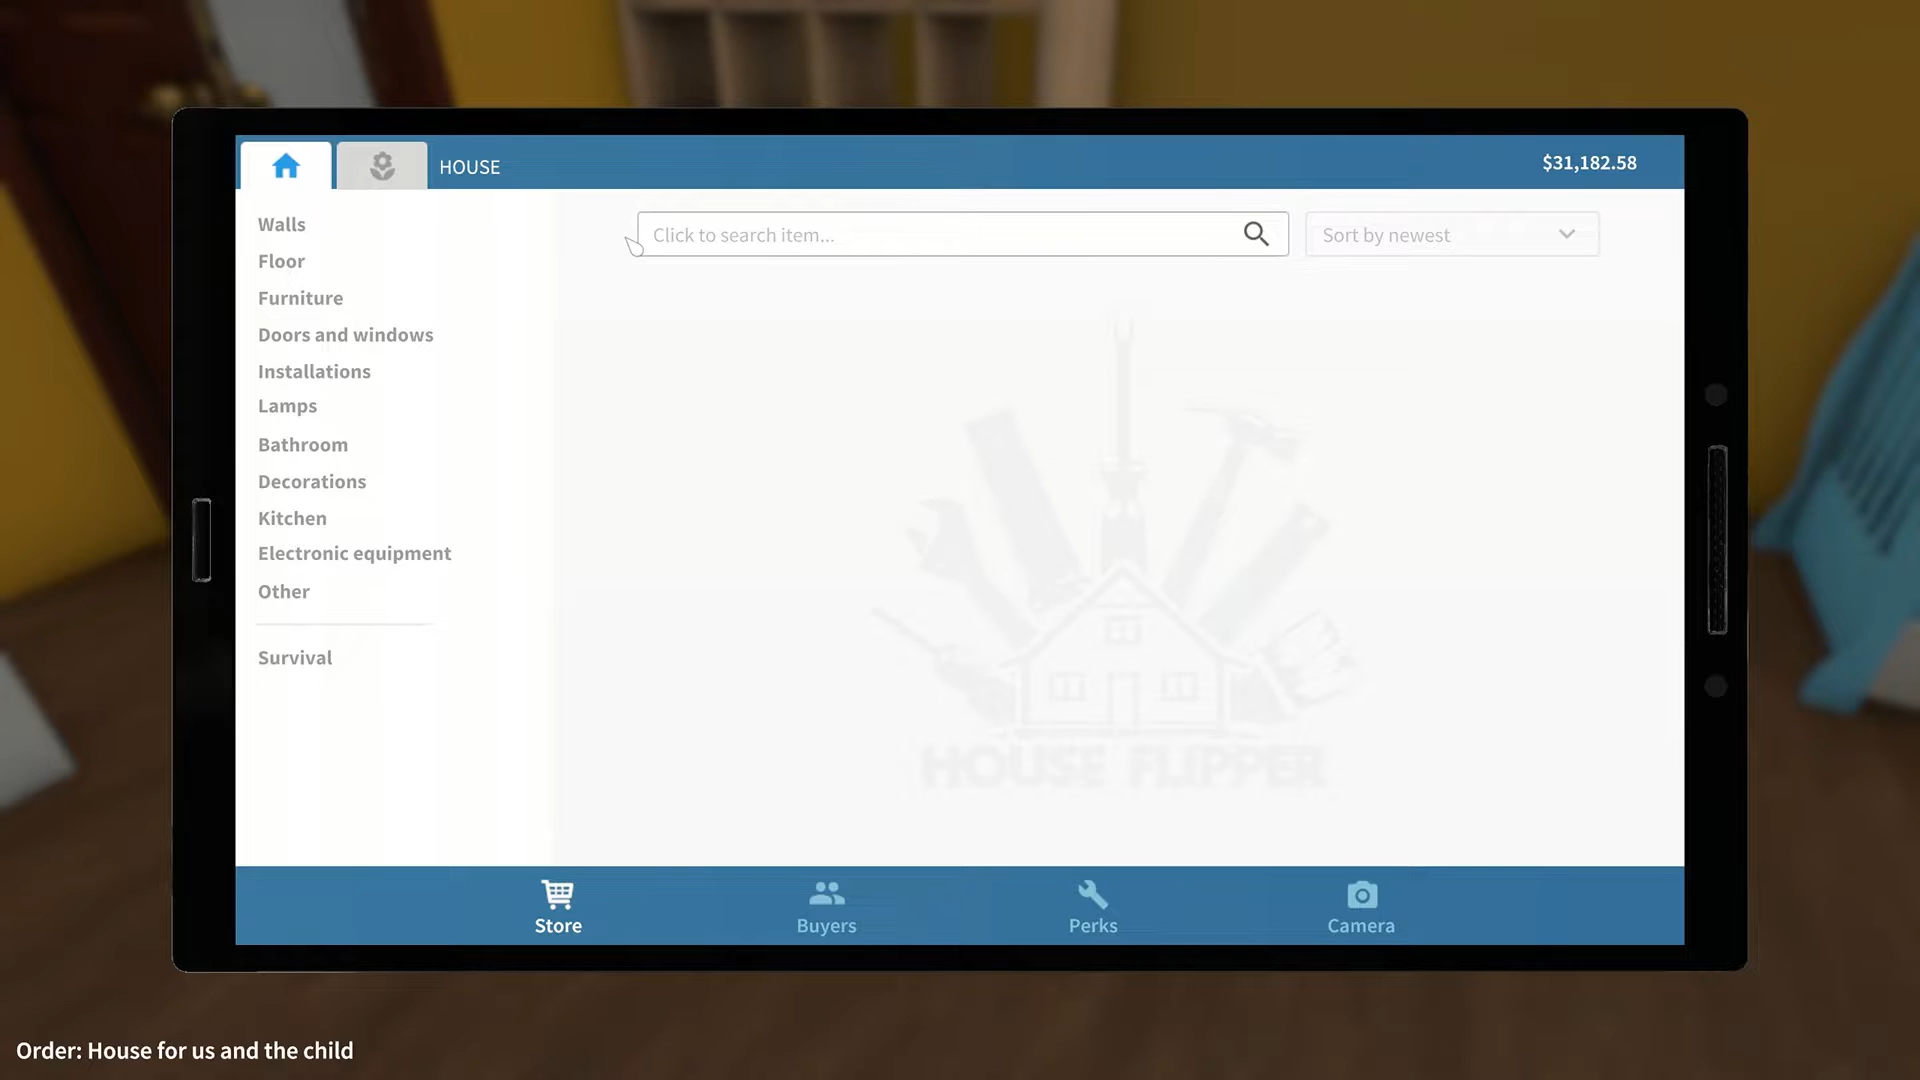 HOUSE
$31,182.58
Walls
Floor
Furniture
Doors and windows
Installations
Lamps
Bathroom
Decorations
Kitchen
Electronic equipment
Other
Survival
Click to search item...
Sort by newest
HOUSE FLIPPER
Store
Buyers
Perks
Camera
Order: House for us and the child